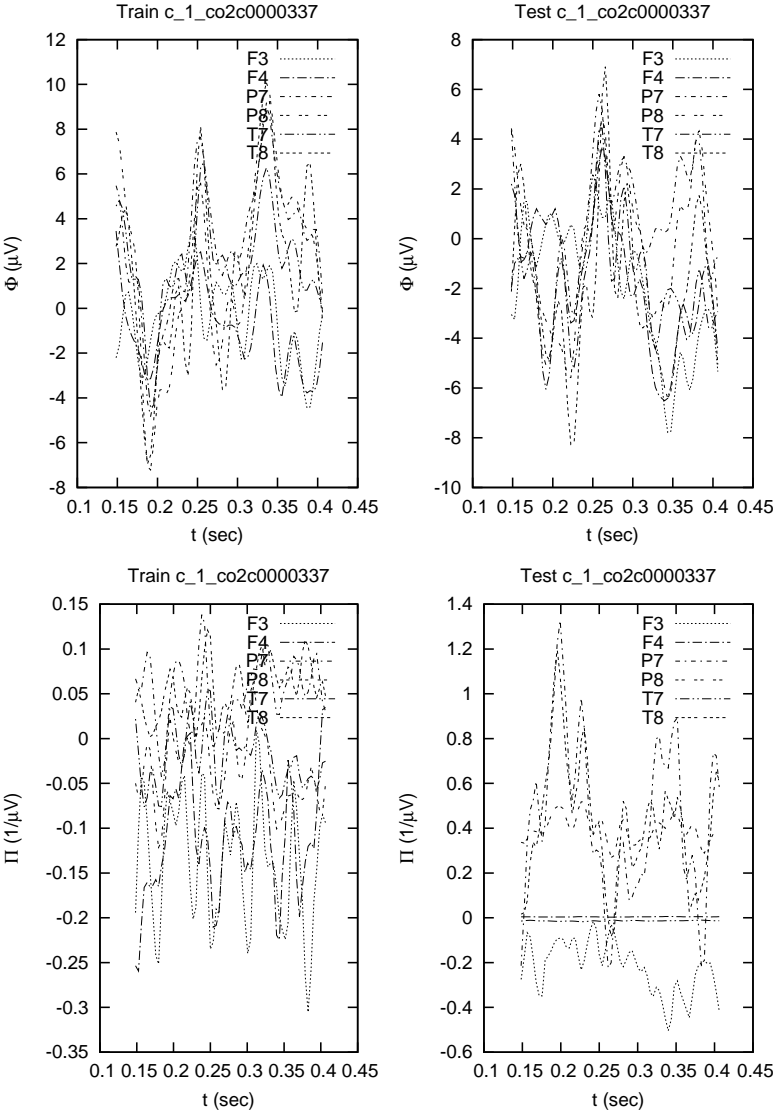 Train c_1_co2c0000337
12
10
8
6
4
2
0
-2
-4
-6
-8
0.1 0.15 0.2 0.25 0.3 0.35 0.4 0.45
Φ (μV)
t (sec)
F3
F4
P7
P8
T7
T8
Test c_1_co2c0000337
8
6
4
2
0
-2
-4
-6
-8
-10
0.1 0.15 0.2 0.25 0.3 0.35 0.4 0.45
Φ (μV)
t (sec)
F3
F4
P7
P8
T7
T8
Train c_1_co2c0000337
0.15
0.1
0.05
0
-0.05
-0.1
-0.15
-0.2
-0.25
-0.3
-0.35
0.1 0.15 0.2 0.25 0.3 0.35 0.4 0.45
Π (1/μV)
t (sec)
F3
F4
P7
P8
T7
T8
Test c_1_co2c0000337
1.4
1.2
1
0.8
0.6
0.4
0.2
0
-0.2
-0.4
-0.6
0.1 0.15 0.2 0.25 0.3 0.35 0.4 0.45
Π (1/μV)
t (sec)
F3
F4
P7
P8
T7
T8